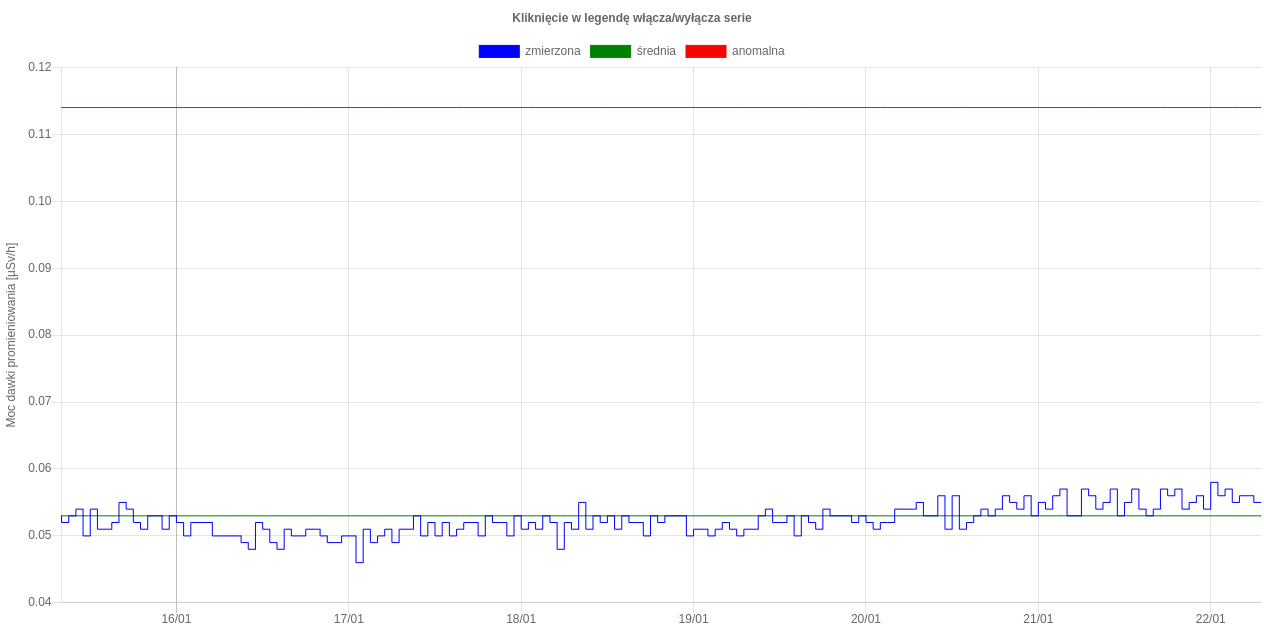 Kliknięcie w legendę włącza/wyłącza serie
zmierzona średnia anomalna
Moc dawki promieniowania [µSv/h]
0.12
0.11
0.10
0.09
0.08
0.07
0.06
0.05
0.04
16/01 17/01 18/01 19/01 20/01 21/01 22/01